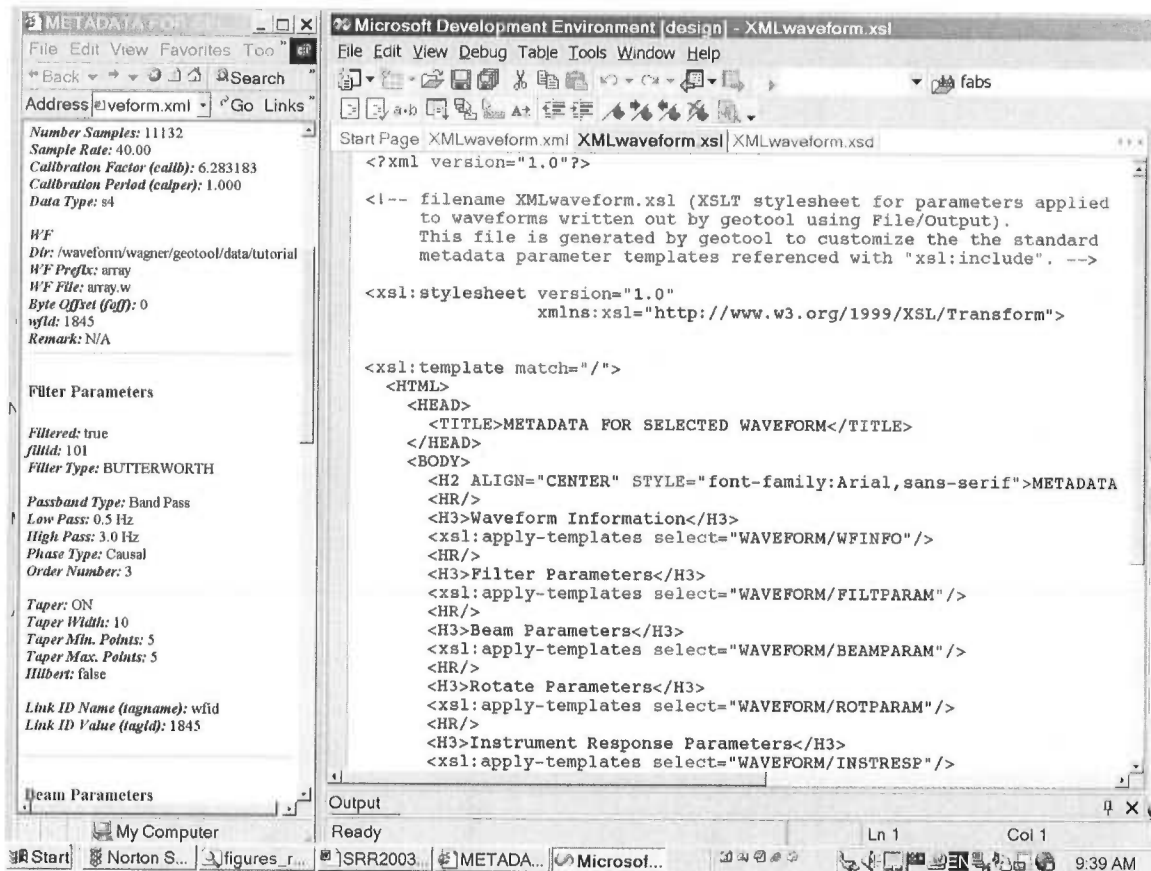 METADATA FOR
File Edit View Favorites Too "
Back Search "
Address veform.xml Go Links "
Number Samples: 11132
Sample Rate: 40.00
Calibration Factor (calib): 6.283183
Calibration Period (calper): 1.000
Data Type: s4
WF
Dir: /waveform/wagner/geotool/data/tutorial
WF Prefix: array
WF File: array.w
Byte Offset (foff): 0
wfid: 1845
Remark: N/A
Filter Parameters
Filtered: true
filtid: 101
Filter Type: BUTTERWORTH
Passband Type: Band Pass
Low Pass: 0.5 Hz
High Pass: 3.0 Hz
Phase Type: Causal
Order Number: 3
Taper: ON
Taper Width: 10
Taper Min. Points: 5
Taper Max. Points: 5
Hilbert: false
Link ID Name (tagname): wfid
Link ID Value (tagid): 1845
Beam Parameters
My Computer
Microsoft Development Environment [design] - XMLwaveform.xsl
File Edit View Debug Table Tools Window Help
fabs
Start Page XMLwaveform.xml XMLwaveform.xsl XMLwaveform.xsd
<?xml version="1.0"?>
<!-- filename XMLwaveform.xsl (XSLT stylesheet for parameters applied
to waveforms written out by geotool using File/Output).
This file is generated by geotool to customize the the standard
metadata parameter templates referenced with "xsl:include". -->
<xsl:stylesheet version="1.0"
xmlns:xsl="http://www.w3.org/1999/XSL/Transform">
<xsl:template match="/">
<HTML>
<HEAD>
<TITLE>METADATA FOR SELECTED WAVEFORM</TITLE>
</HEAD>
<BODY>
<H2 ALIGN="CENTER" STYLE="font-family:Arial,sans-serif">METADATA
<HR/>
<H3>Waveform Information</H3>
<xsl:apply-templates select="WAVEFORM/WFINFO"/>
<HR/>
<H3>Filter Parameters</H3>
<xsl:apply-templates select="WAVEFORM/FILTPARAM"/>
<HR/>
<H3>Beam Parameters</H3>
<xsl:apply-templates select="WAVEFORM/BEAMPARAM"/>
<HR/>
<H3>Rotate Parameters</H3>
<xsl:apply-templates select="WAVEFORM/ROTPARAM"/>
<HR/>
<H3>Instrument Response Parameters</H3>
<xsl:apply-templates select="WAVEFORM/INSTRESP"/>
Output
Ready Ln 1 Col 1
Start Norton S... figures_r... SRR2003... METADA... Microsof... EN 9:39 AM